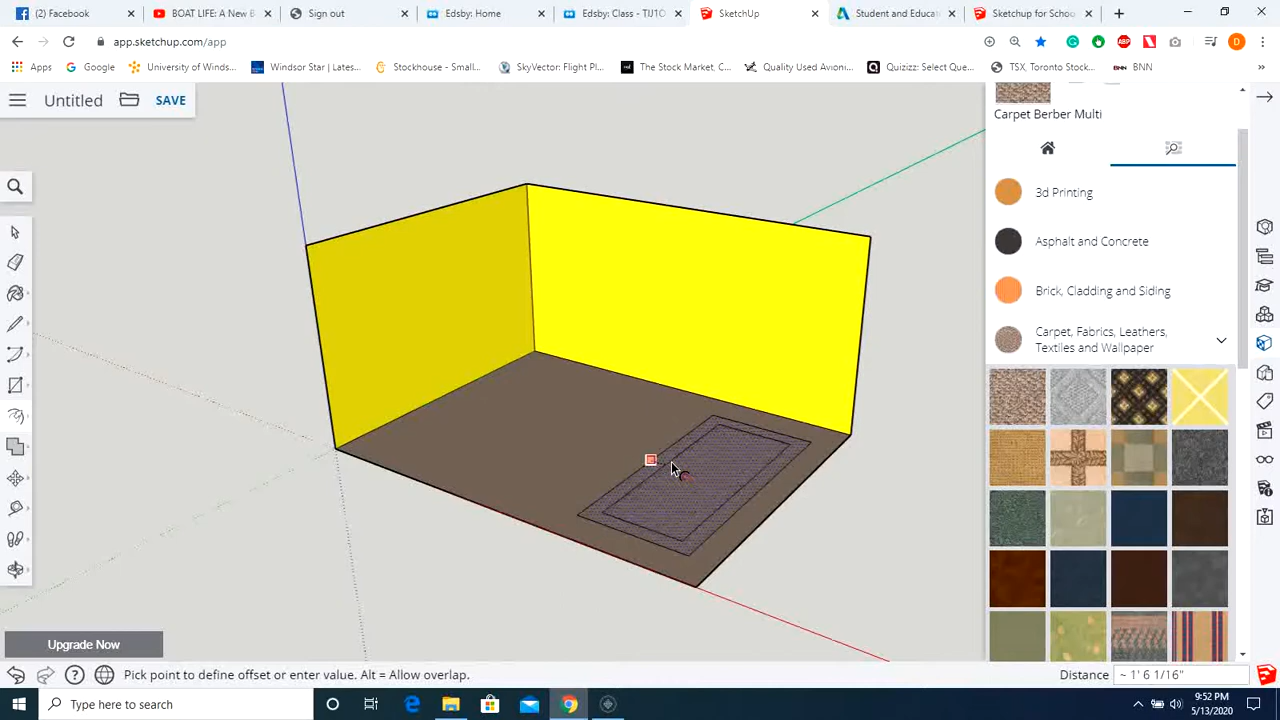 (2) Facebook
BOAT LIFE: A New B
Sign out
Edsby: Home
Edsby: Class - TIJ1O
SketchUp
Student and Educat
Sketchup for Schoo
app.sketchup.com/app
ABP
D
Apps
Google
University of Winds...
Windsor Star | Lates...
Stockhouse - Small...
SkyVector: Flight Pl...
The Stock Market, C...
Quality Used Avioni...
Quizizz: Select Que...
TSX, Toronto Stock...
BNN
BNN
Untitled
SAVE
Carpet Berber Multi
3d Printing
Asphalt and Concrete
Brick, Cladding and Siding
Carpet, Fabrics, Leathers,
Textiles and Wallpaper
Upgrade Now
Pick point to define offset or enter value. Alt = Allow overlap.
Distance
~ 1' 6 1/16"
Type here to search
9:52 PM
5/13/2020